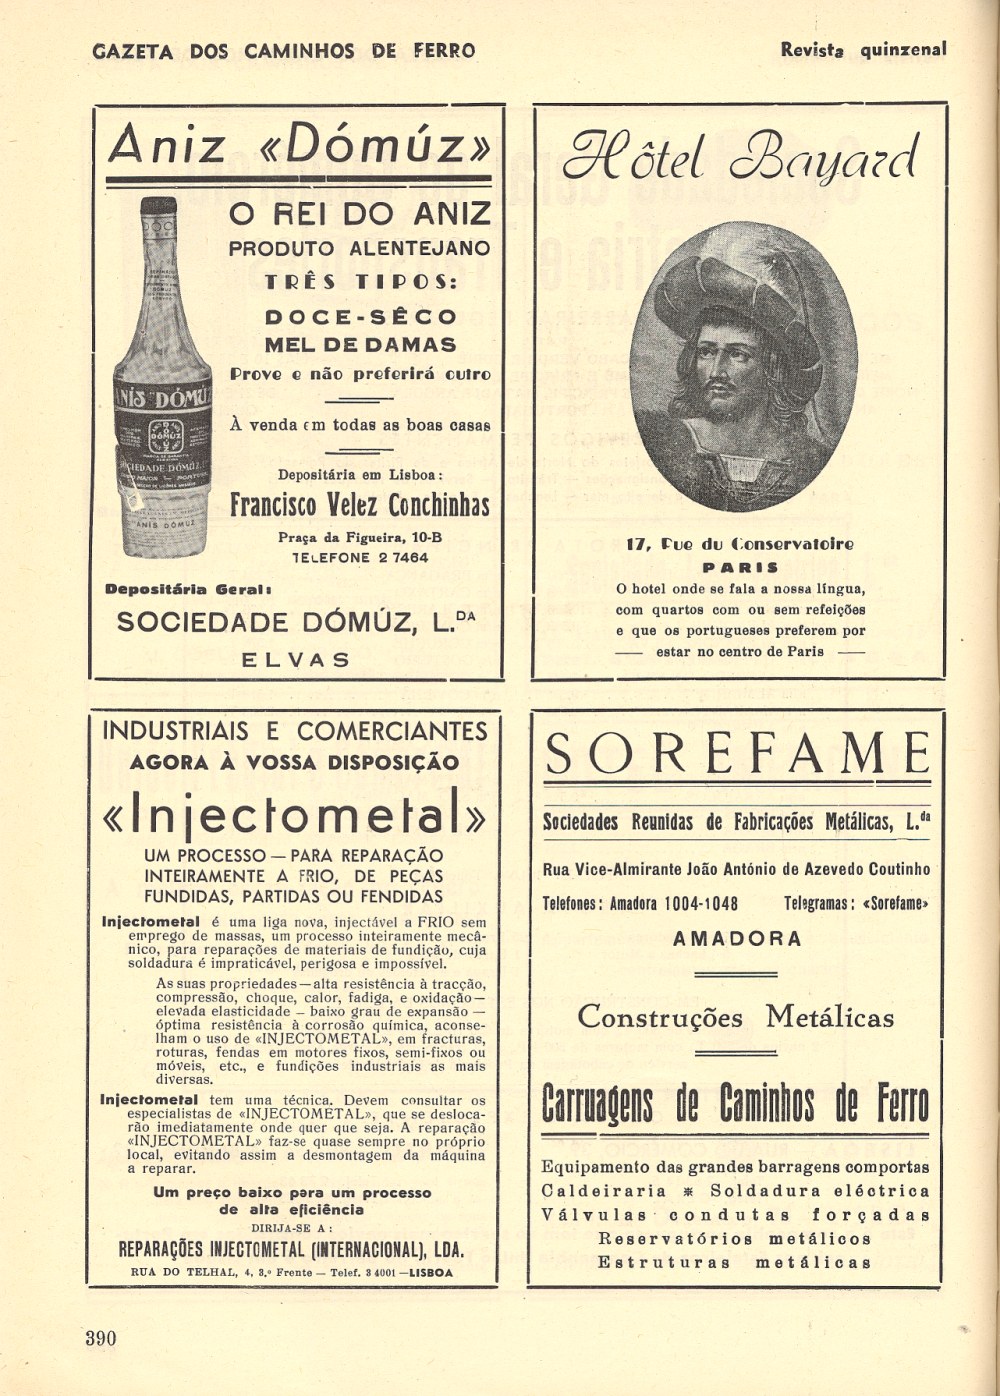 GAZETA DOS CAMINHOS DE FERRO
Revista quinzenal
Aniz «Dómúz»
O REI DO ANIZ
PRODUTO ALENTEJANO
TRÊS TIPOS:
DOCE-SÊCO
MEL DE DAMAS
Prove e não preferirá outro
À venda em todas as boas casas
Depositária em Lisboa:
Francisco Velez Conchinhas
Praça da Figueira, 10-B
TELEFONE 2 7464
ANÍS DÓMÚZ
DÓMÚZ
SOCIEDADE DÓMÚZ
ANIS DÓMÚZ
Depositária Geral:
SOCIEDADE DÓMÚZ, L.DA
ELVAS
Hôtel Bayard
17, Rue du Conservatoire
PARIS
O hotel onde se fala a nossa língua,
com quartos com ou sem refeições
e que os portugueses preferem por
estar no centro de Paris
INDUSTRIAIS E COMERCIANTES
AGORA À VOSSA DISPOSIÇÃO
«Injectometal»
UM PROCESSO — PARA REPARAÇÃO
INTEIRAMENTE A FRIO, DE PEÇAS
FUNDIDAS, PARTIDAS OU FENDIDAS
Injectometal é uma liga nova, injectável a FRIO sem
emprego de massas, um processo inteiramente mecâ-
nico, para reparações de materiais de fundição, cuja
soldadura é impraticável, perigosa e impossível.
As suas propriedades — alta resistência à tracção,
compressão, choque, calor, fadiga, e oxidação —
elevada elasticidade — baixo grau de expansão —
óptima resistência à corrosão química, aconse-
lham o uso de «INJECTOMETAL», em fracturas,
roturas, fendas em motores fixos, semi-fixos ou
móveis, etc., e fundições industriais as mais
diversas.
Injectometal tem uma técnica. Devem consultar os
especialistas de «INJECTOMETAL», que se desloca-
rão imediatamente onde quer que seja. A reparação
«INJECTOMETAL» faz-se quase sempre no próprio
local, evitando assim a desmontagem da máquina
a reparar.
Um preço baixo para um processo
de alta eficiência
DIRIJA-SE A:
REPARAÇÕES INJECTOMETAL (INTERNACIONAL), LDA.
RUA DO TELHAL, 4, 3.º Frente — Telef. 3 4001 — LISBOA
SOREFAME
Sociedades Reunidas de Fabricações Metálicas, L.da
Rua Vice-Almirante João António de Azevedo Coutinho
Telefones: Amadora 1004-1048 Telegramas: «Sorefame»
AMADORA
Construções Metálicas
Carruagens de Caminhos de Ferro
Equipamento das grandes barragens comportas
Caldeiraria * Soldadura eléctrica
Válvulas condutas forçadas
Reservatórios metálicos
Estruturas metálicas
390